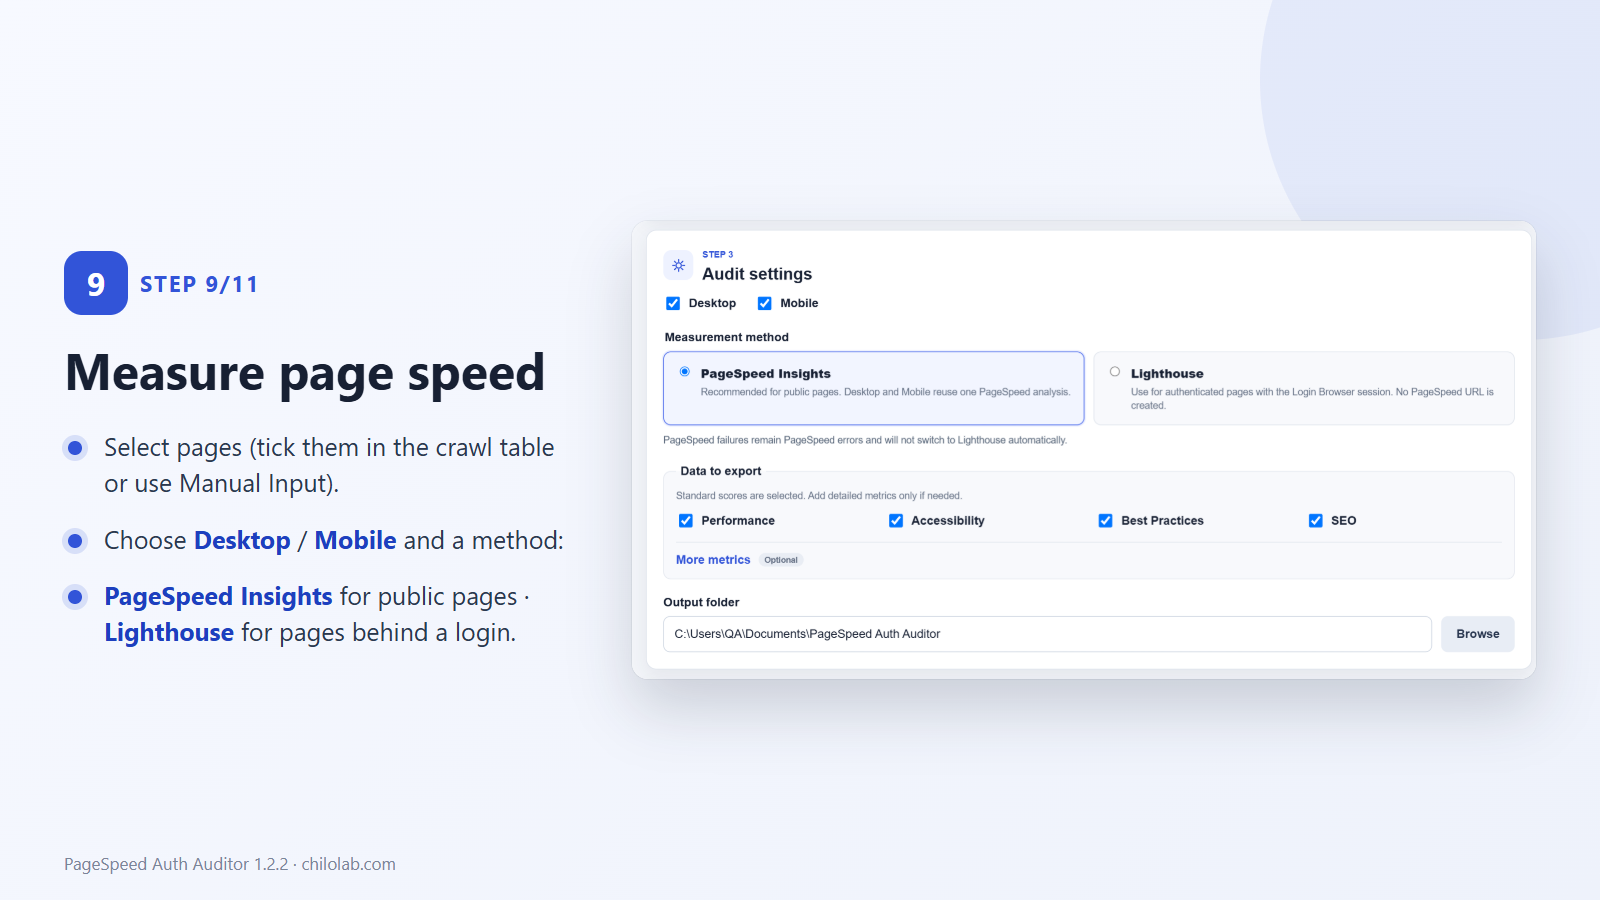 9
STEP 9/11
Measure page speed
Select pages (tick them in the crawl table
or use Manual Input).
Choose Desktop / Mobile and a method:
PageSpeed Insights for public pages ·
Lighthouse for pages behind a login.
STEP 3
Audit settings
Desktop Mobile
Measurement method
PageSpeed Insights
Recommended for public pages. Desktop and Mobile reuse one PageSpeed analysis.
Lighthouse
Use for authenticated pages with the Login Browser session. No PageSpeed URL is
created.
PageSpeed failures remain PageSpeed errors and will not switch to Lighthouse automatically.
Data to export
Standard scores are selected. Add detailed metrics only if needed.
Performance Accessibility Best Practices SEO
More metrics Optional
Output folder
C:\Users\QA\Documents\PageSpeed Auth Auditor Browse
PageSpeed Auth Auditor 1.2.2 · chilolab.com